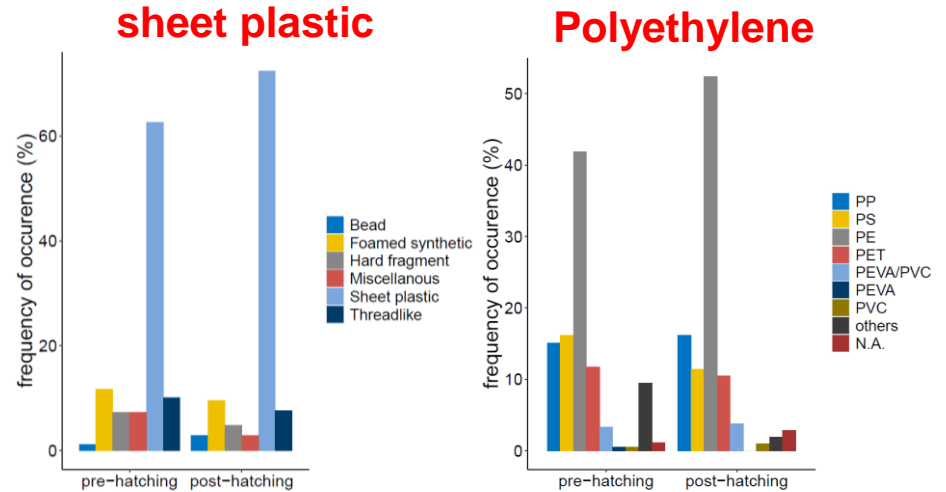 sheet plastic
frequency of occurence (%)
60
40
20
0
pre-hatching post-hatching
Bead
Foamed synthetic
Hard fragment
Miscellanous
Sheet plastic
Threadlike
Polyethylene
frequency of occurence (%)
50
40
30
20
10
0
pre-hatching post-hatching
PP
PS
PE
PET
PEVA/PVC
PEVA
PVC
others
N.A.